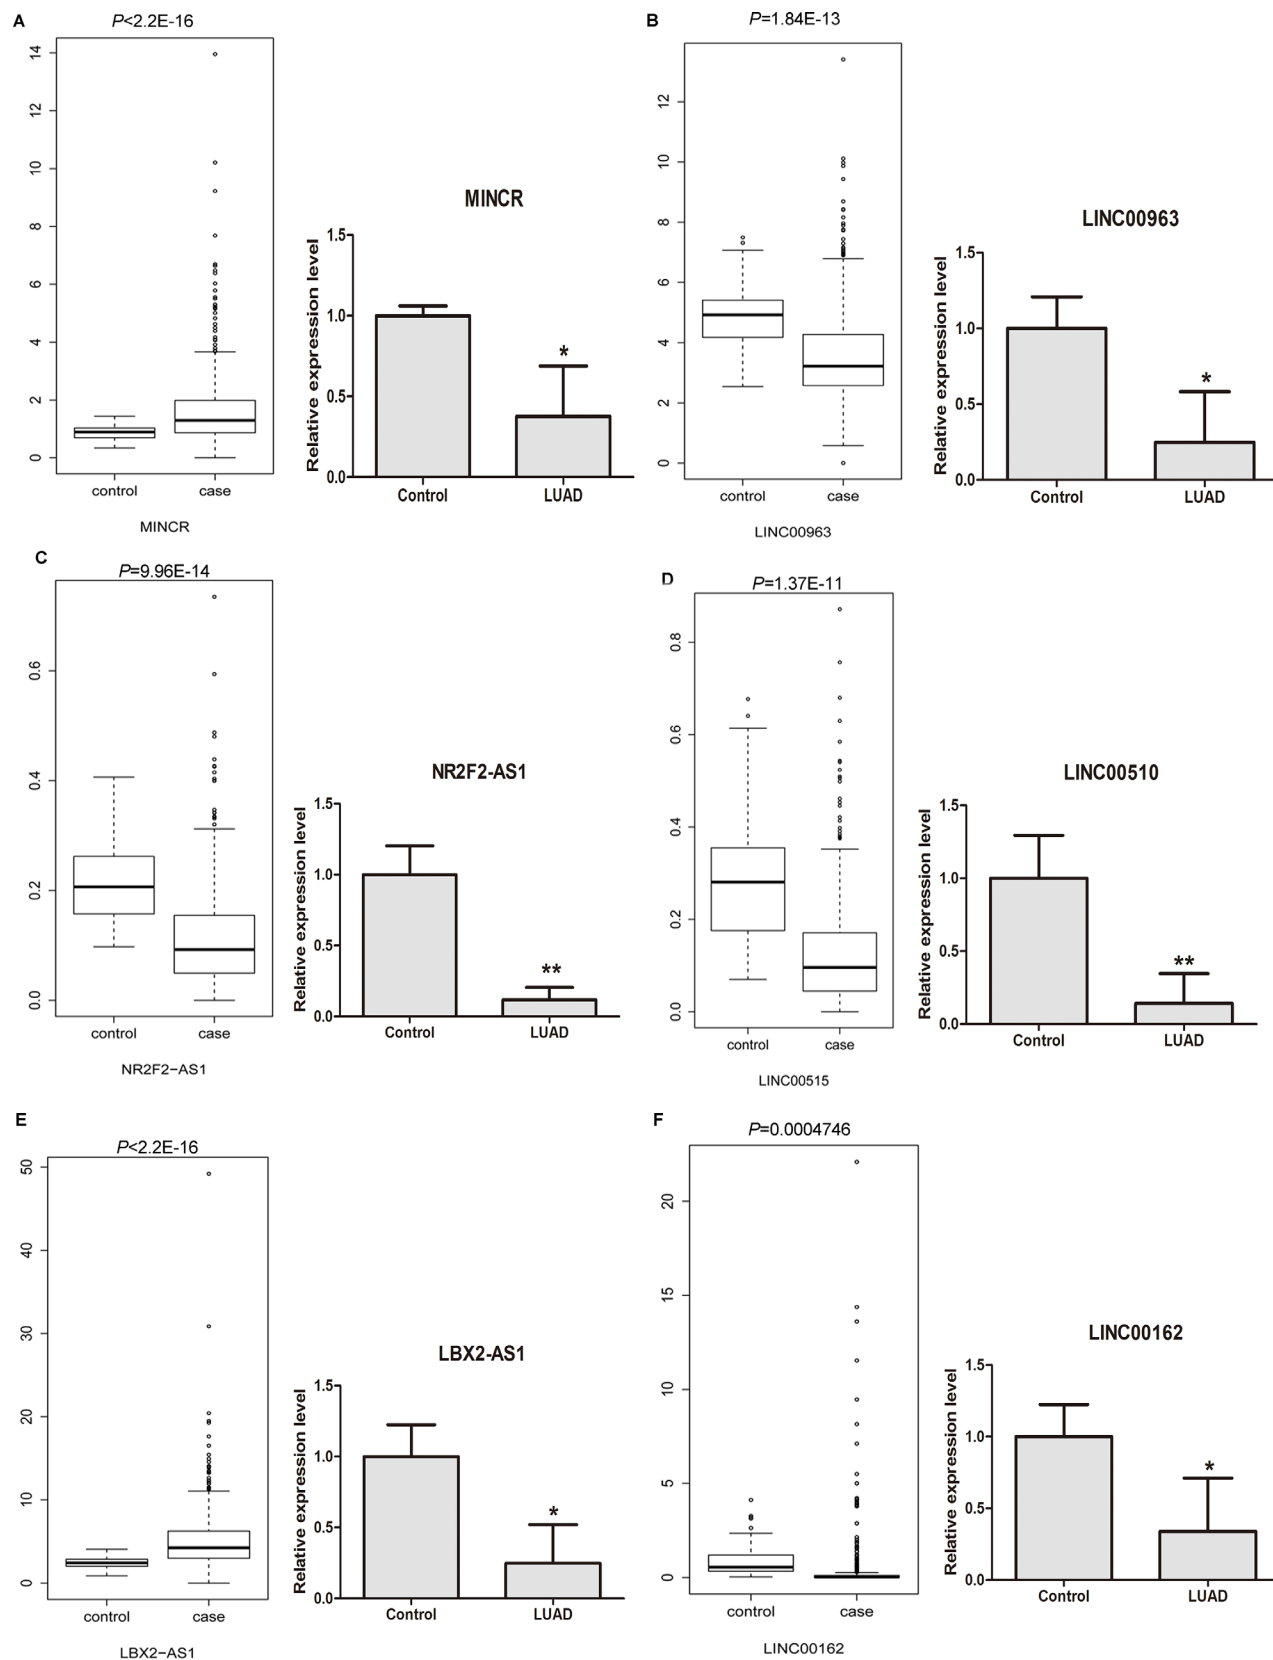 A
P<2.2E-16
14
12
10
8
6
4
2
0
control case
MINCR
MINCR
Relative expression level
1.5
1.0
0.5
0.0
*
Control LUAD
B
P=1.84E-13
12
10
8
6
4
2
0
control case
LINC00963
LINC00963
Relative expression level
1.5
1.0
0.5
0.0
*
Control LUAD
C
P=9.96E-14
0.6
0.4
0.2
0.0
control case
NR2F2−AS1
NR2F2-AS1
Relative expression level
1.5
1.0
0.5
0.0
**
Control LUAD
D
P=1.37E-11
0.8
0.6
0.4
0.2
0.0
control case
LINC00515
LINC00510
Relative expression level
1.5
1.0
0.5
0.0
**
Control LUAD
E
P<2.2E-16
50
40
30
20
10
0
control case
LBX2−AS1
LBX2-AS1
Relative expression level
1.5
1.0
0.5
0.0
*
Control LUAD
F
P=0.0004746
20
15
10
5
0
control case
LINC00162
LINC00162
Relative expression level
1.5
1.0
0.5
0.0
*
Control LUAD